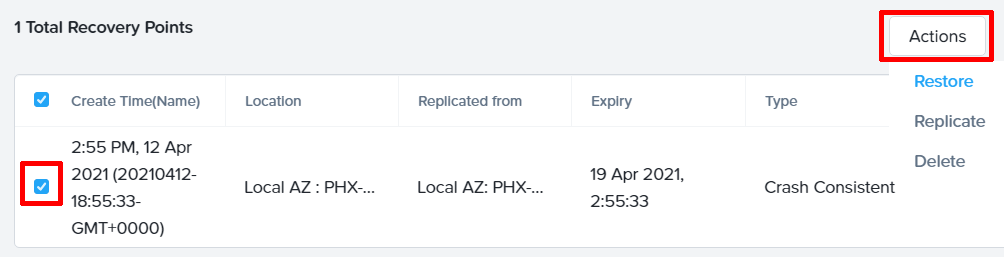 1 Total Recovery Points
Actions
Restore
Replicate
Delete
Create Time(Name) Location Replicated from Expiry Type
2:55 PM, 12 Apr
2021 (20210412-
18:55:33-
GMT+0000)
Local AZ : PHX-...
Local AZ: PHX-...
19 Apr 2021,
2:55:33
Crash Consistent